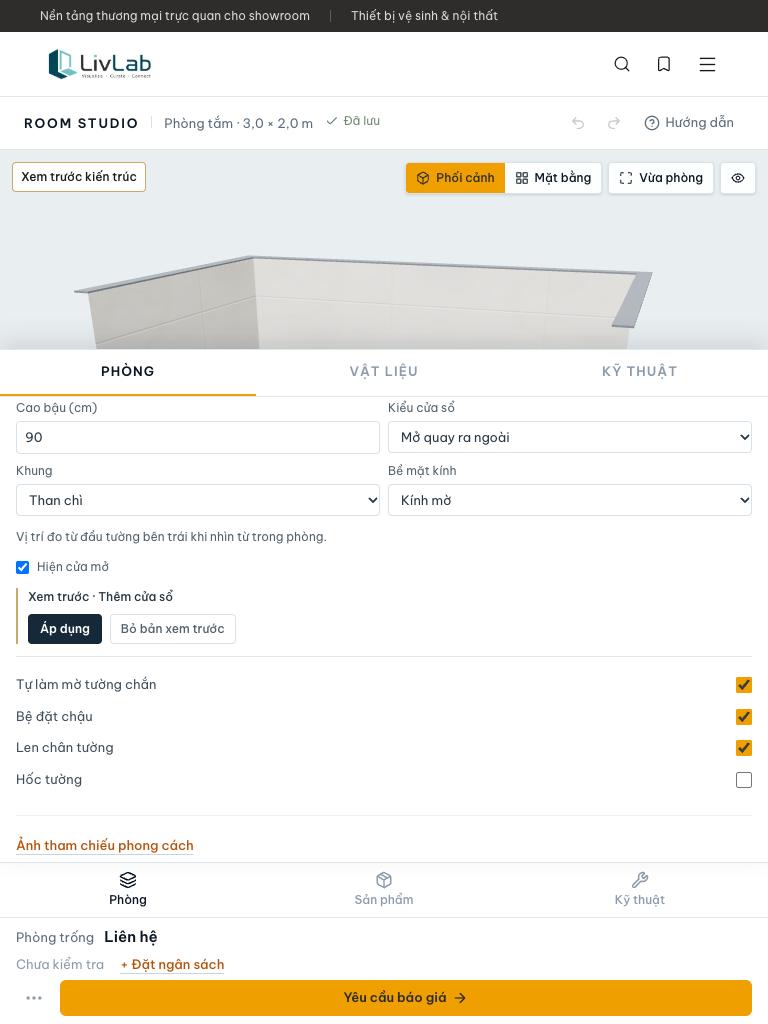 Nền tảng thương mại trực quan cho showroom | Thiết bị vệ sinh & nội thất
LivLab
Visualise · Curate · Connect
ROOM STUDIO Phòng tắm · 3,0 × 2,0 m Đã lưu Hướng dẫn
Xem trước kiến trúc Phối cảnh Mặt bằng Vừa phòng
PHÒNG VẬT LIỆU KỸ THUẬT
Cao bậu (cm) Kiểu cửa sổ
90 Mở quay ra ngoài
Khung Bề mặt kính
Than chì Kính mờ
Vị trí đo từ đầu tường bên trái khi nhìn từ trong phòng.
Hiện cửa mở
Xem trước · Thêm cửa sổ
Áp dụng Bỏ bản xem trước
Tự làm mờ tường chắn
Bệ đặt chậu
Len chân tường
Hốc tường
Ảnh tham chiếu phong cách
Phòng Sản phẩm Kỹ thuật
Phòng trống Liên hệ
Chưa kiểm tra + Đặt ngân sách
Yêu cầu báo giá →